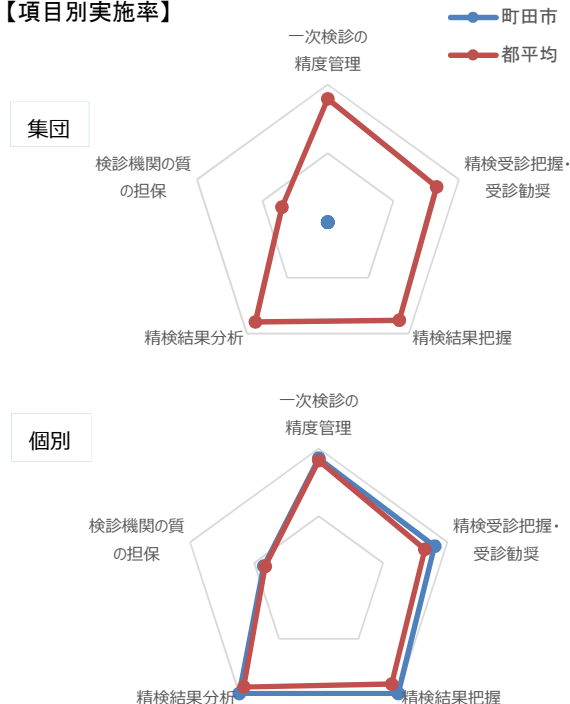 【項目別実施率】
町田市
都平均
集団
一次検診の
精度管理
精検受診把握・
受診勧奨
精検結果把握
精検結果分析
検診機関の質
の担保
個別
一次検診の
精度管理
精検受診把握・
受診勧奨
精検結果把握
精検結果分析
検診機関の質
の担保